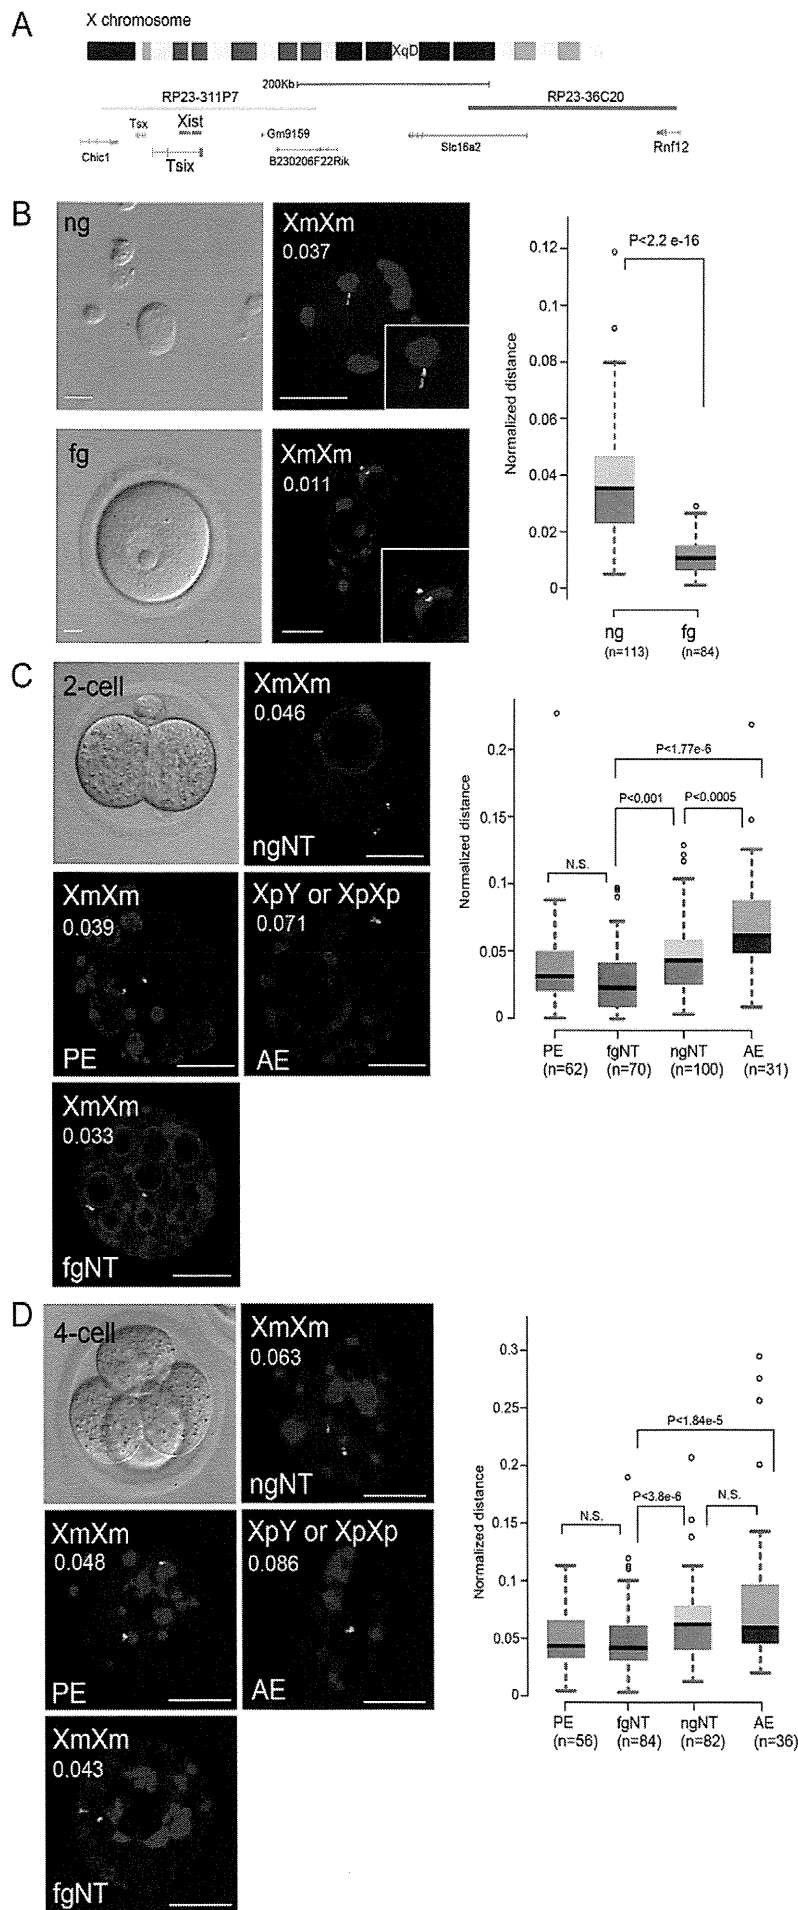 A
X chromosome
XqD
200Kb
RP23-311P7
RP23-36C20
Tsx
Xist
Gm9159
Chic1
Tsix
B230206F22Rik
Slc16a2
Rnf12
B
ng
XmXm
0.037
fg
XmXm
0.011
Normalized distance
0.12
0.1
0.08
0.06
0.04
0.02
0
P<2.2 e-16
ng
(n=113)
fg
(n=84)
C
2-cell
XmXm
0.046
ngNT
XmXm
0.039
PE
XpY or XpXp
0.071
AE
XmXm
0.033
fgNT
Normalized distance
0.2
0.15
0.1
0.05
0
P<1.77e-6
P<0.001
P<0.0005
N.S.
PE
(n=62)
fgNT
(n=70)
ngNT
(n=100)
AE
(n=31)
D
4-cell
XmXm
0.063
ngNT
XmXm
0.048
PE
XpY or XpXp
0.086
AE
XmXm
0.043
fgNT
Normalized distance
0.3
0.25
0.2
0.15
0.1
0.05
0
P<1.84e-5
P<3.8e-6
N.S.
N.S.
PE
(n=56)
fgNT
(n=84)
ngNT
(n=82)
AE
(n=36)